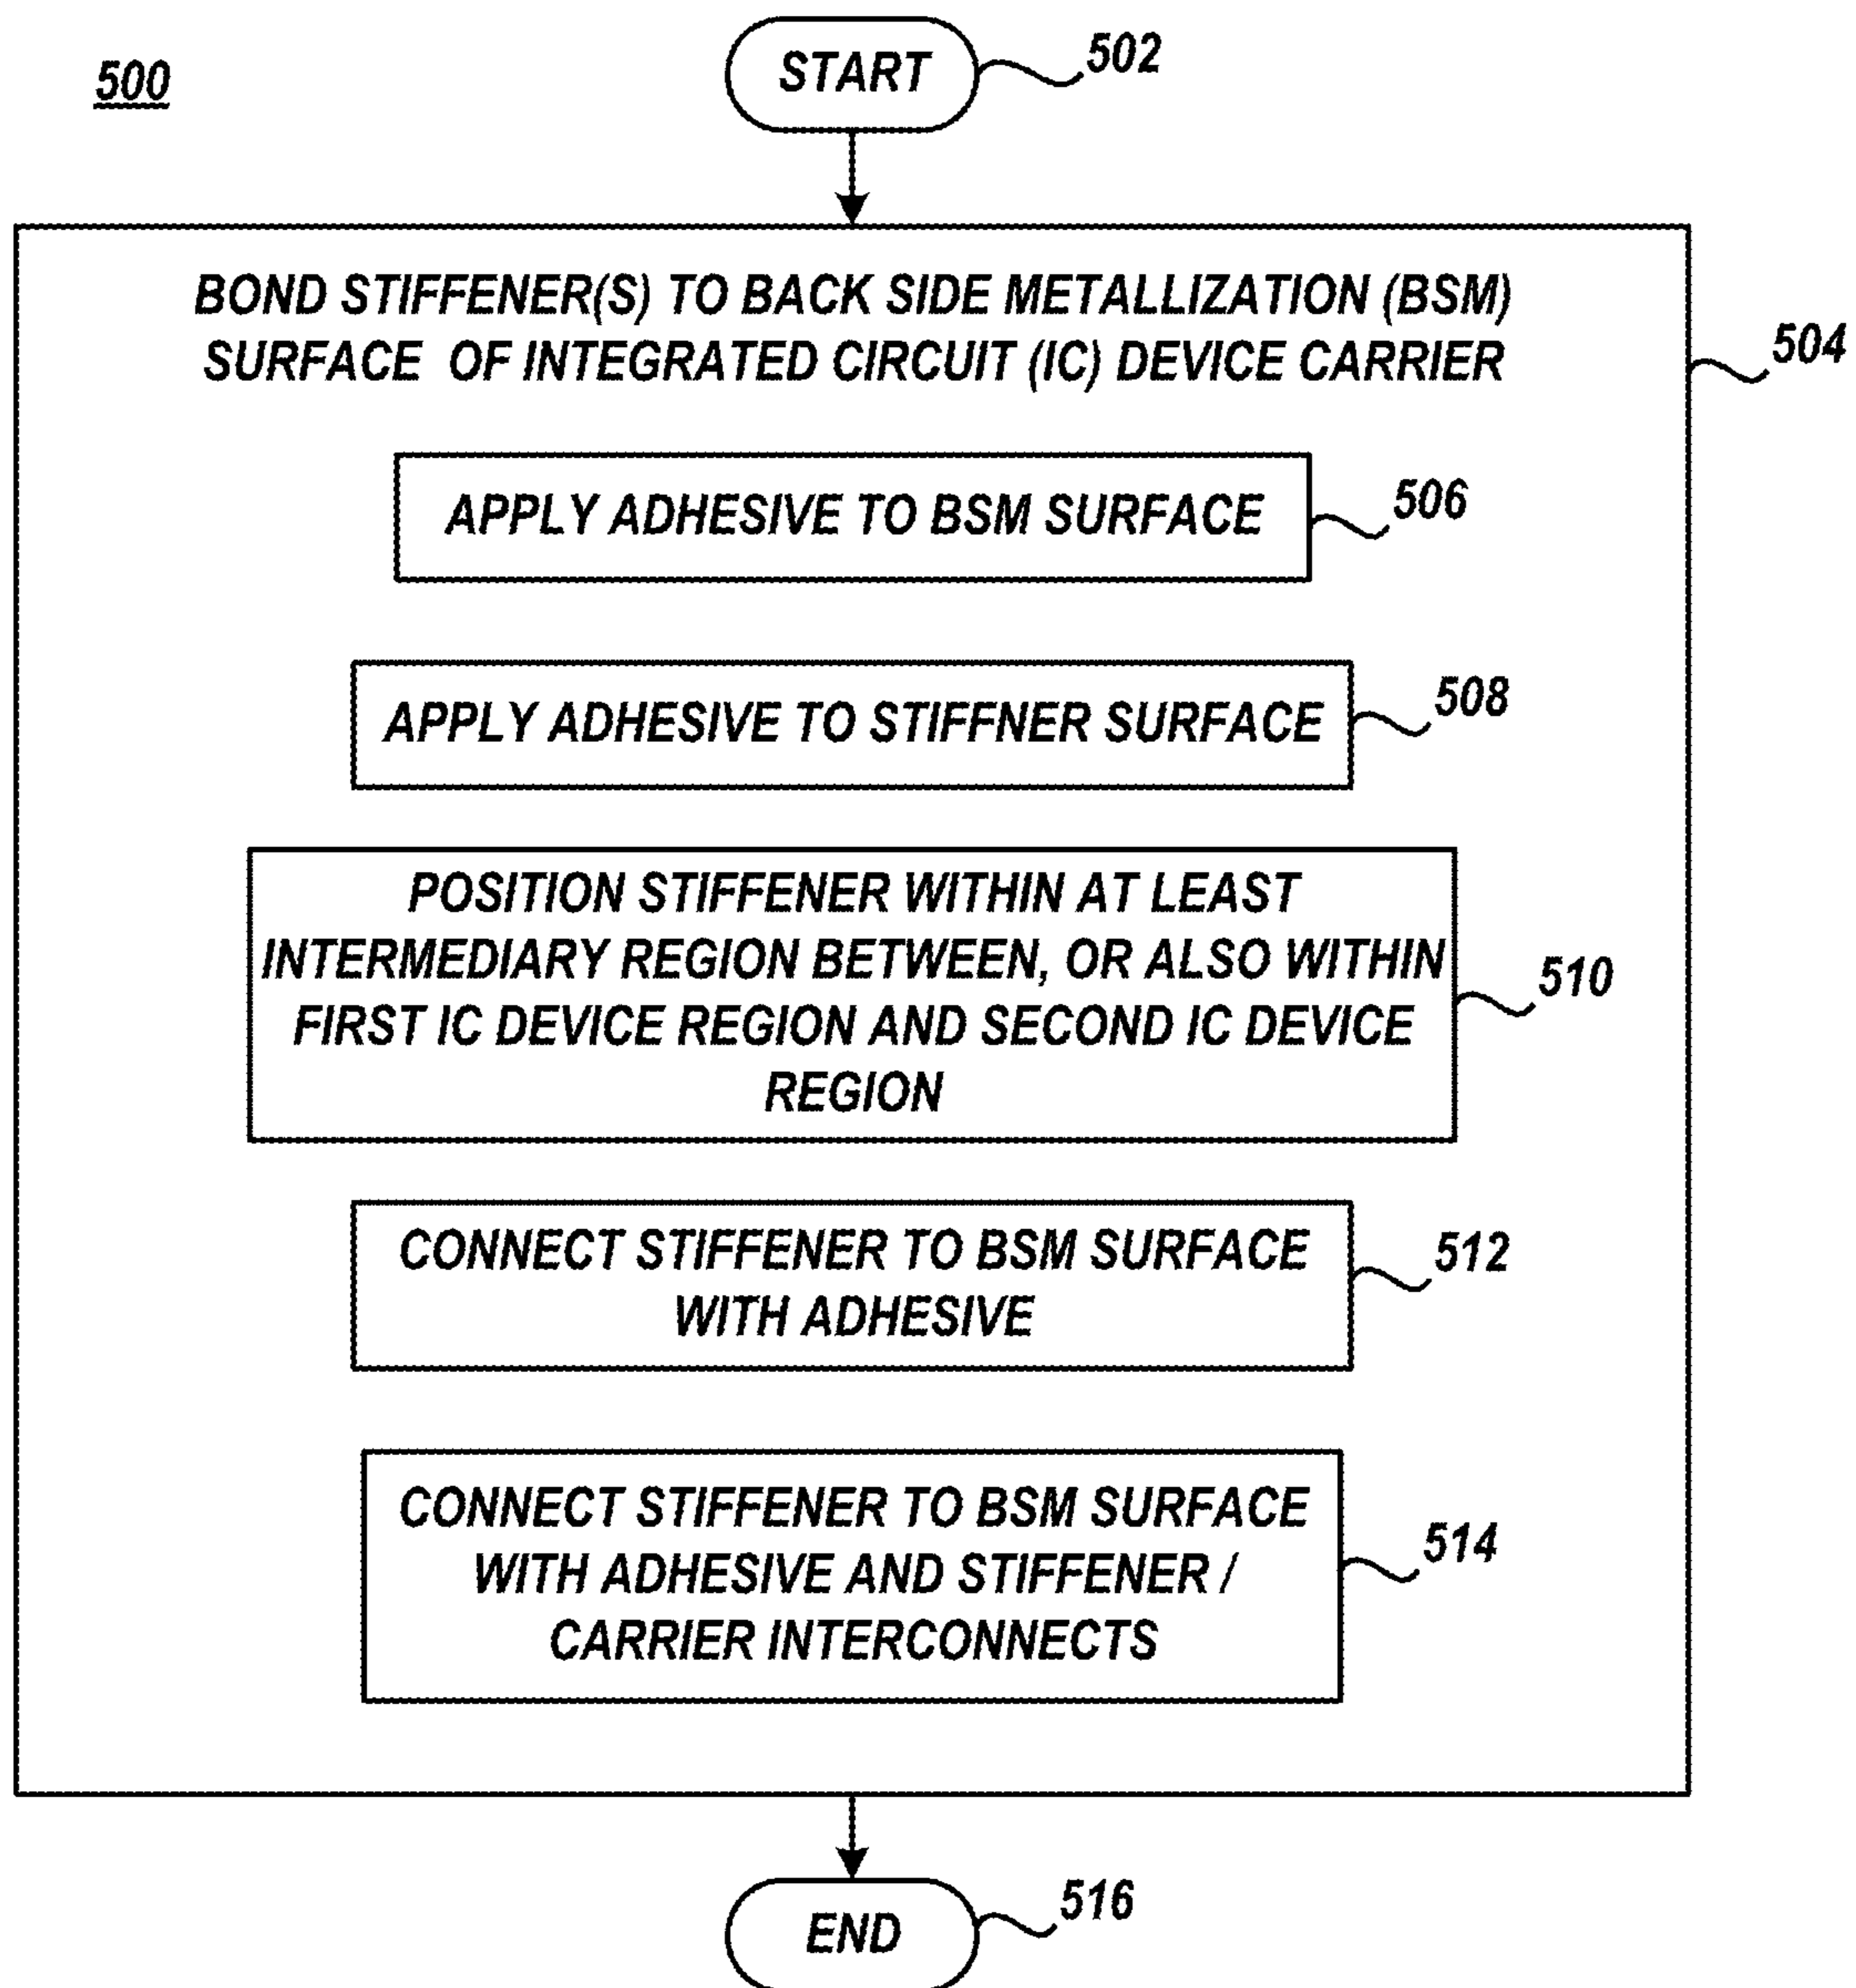 500
START
502
BOND STIFFENER(S) TO BACK SIDE METALLIZATION (BSM)
SURFACE OF INTEGRATED CIRCUIT (IC) DEVICE CARRIER
504
APPLY ADHESIVE TO BSM SURFACE
506
APPLY ADHESIVE TO STIFFNER SURFACE
508
POSITION STIFFENER WITHIN AT LEAST
INTERMEDIARY REGION BETWEEN, OR ALSO WITHIN
FIRST IC DEVICE REGION AND SECOND IC DEVICE
REGION
510
CONNECT STIFFENER TO BSM SURFACE
WITH ADHESIVE
512
CONNECT STIFFENER TO BSM SURFACE
WITH ADHESIVE AND STIFFENER /
CARRIER INTERCONNECTS
514
END
516